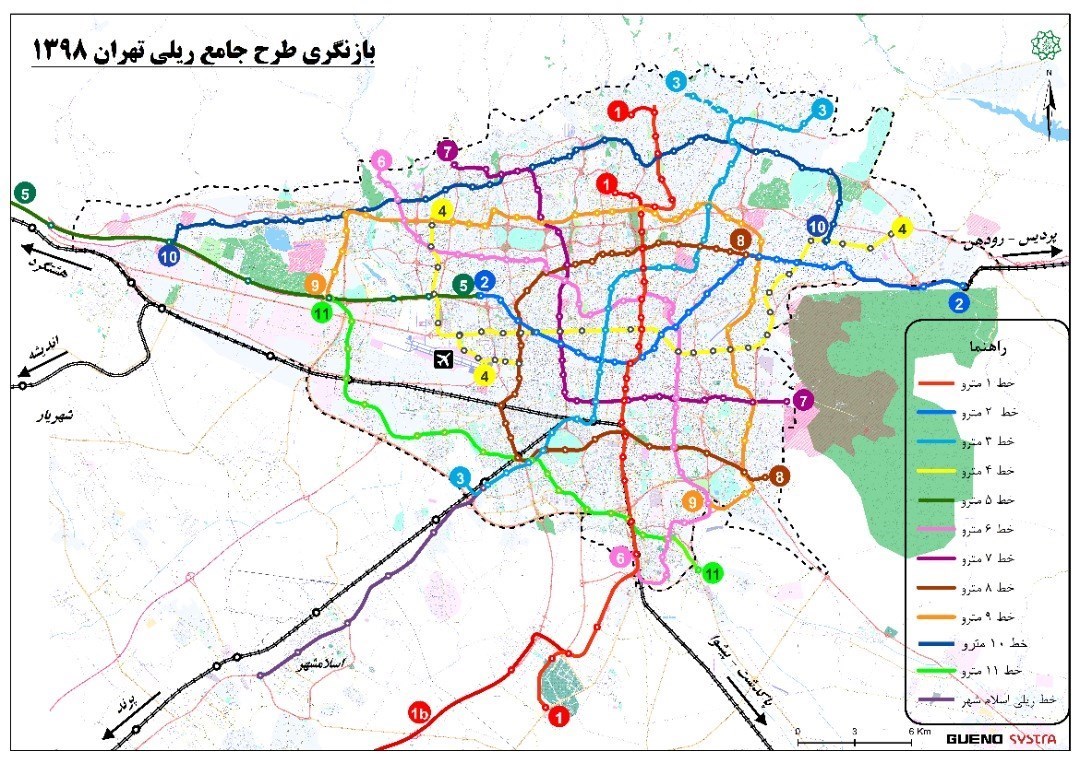 بازنگری طرح جامع ریلی تهران ۱۳۹۸
N
3
3
1
7
6
1
5
4
10
4
8
10
پردیس - رودهن
هشتگرد
9
5
2
2
11
اندیشه
4
شهریار
7
3
8
9
6
11
اسلامشهر
پاکدشت - پیشوا
پرند
1b
1
راهنما
خط ۱ مترو
خط ۲ مترو
خط ۳ مترو
خط ۴ مترو
خط ۵ مترو
خط ۶ مترو
خط ۷ مترو
خط ۸ مترو
خط ۹ مترو
خط ۱۰ مترو
خط ۱۱ مترو
خط ریلی اسلام شهر
0 3 6 Km
GUENO SYSTRA